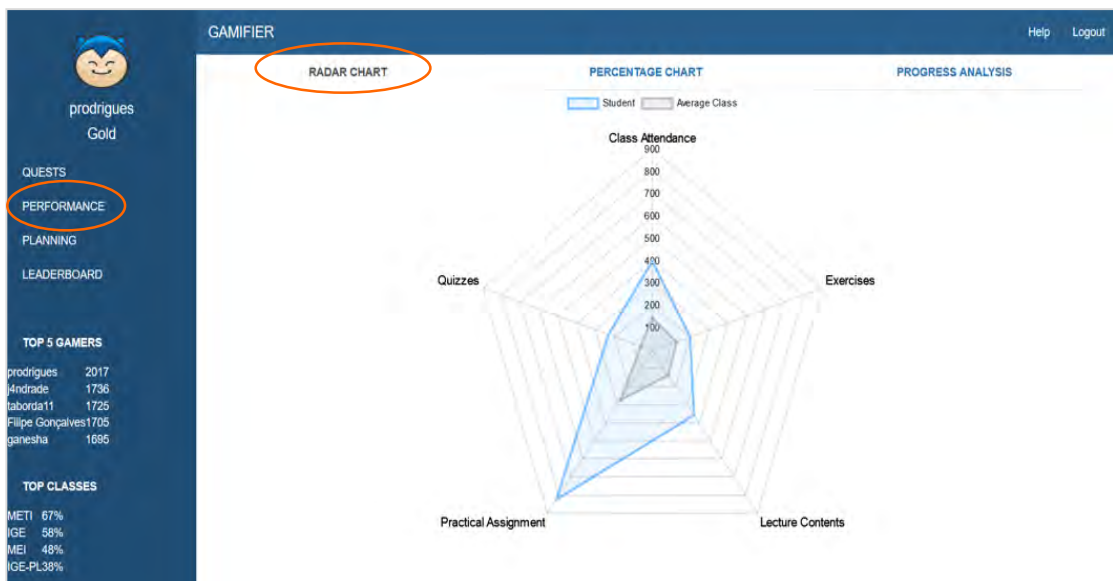 GAMIFIER
Help Logout
prodrigues
Gold
QUESTS
PERFORMANCE
PLANNING
LEADERBOARD
TOP 5 GAMERS
prodrigues 2017
j4ndrade 1736
taborda11 1725
Filipe Gonçalves1705
ganesha 1695
TOP CLASSES
METI 67%
IGE 58%
MEI 48%
IGE-PL38%
RADAR CHART PERCENTAGE CHART PROGRESS ANALYSIS
Student Average Class
Class Attendance
900
800
700
600
500
400
300
200
100
Quizzes
Exercises
Practical Assignment
Lecture Contents